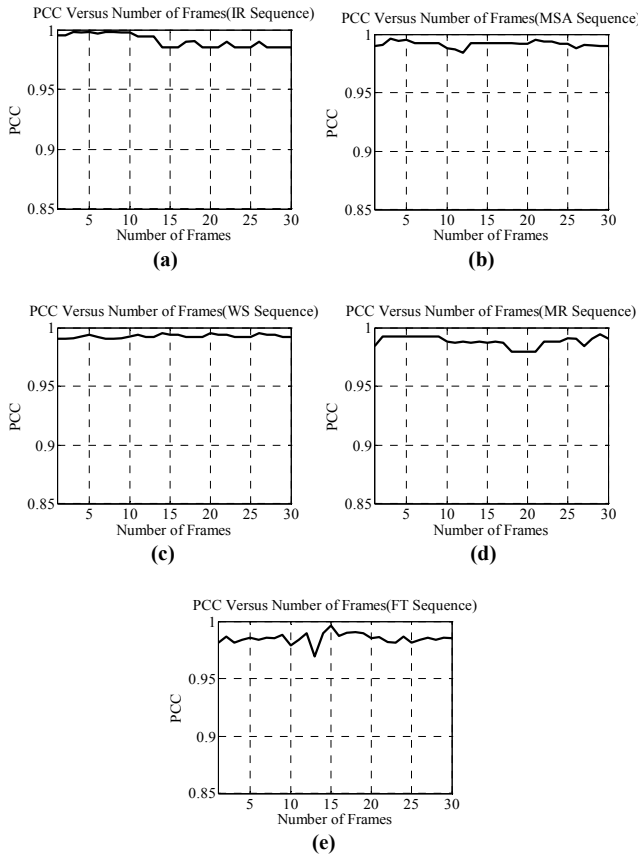 PCC Versus Number of Frames(IR Sequence)
1
0.95
0.9
0.85
PCC
5 10 15 20 25 30
Number of Frames
(a)
PCC Versus Number of Frames(MSA Sequence)
1
0.95
0.9
0.85
PCC
5 10 15 20 25 30
Number of Frames
(b)
PCC Versus Number of Frames(WS Sequence)
1
0.95
0.9
0.85
PCC
5 10 15 20 25 30
Number of Frames
(c)
PCC Versus Number of Frames(MR Sequence)
1
0.95
0.9
0.85
PCC
5 10 15 20 25 30
Number of Frames
(d)
PCC Versus Number of Frames(FT Sequence)
1
0.95
0.9
0.85
PCC
5 10 15 20 25 30
Number of Frames
(e)